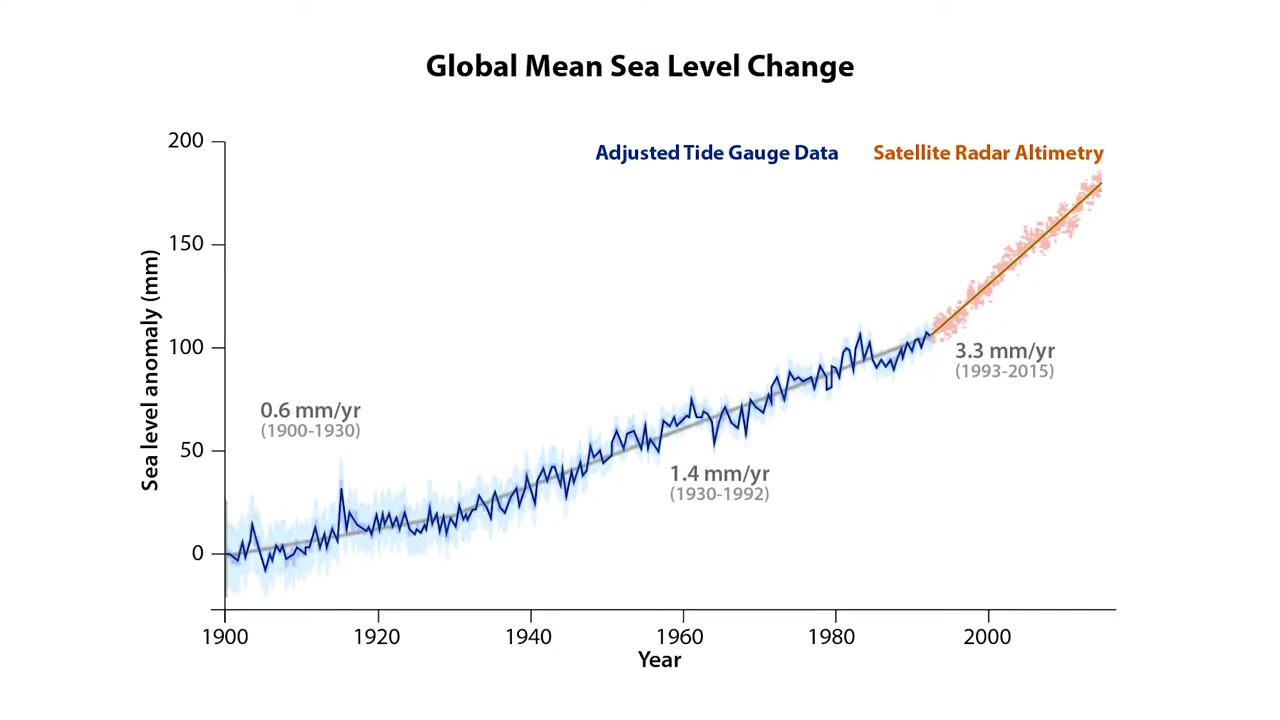 Global Mean Sea Level Change
Adjusted Tide Gauge Data
Satellite Radar Altimetry
Sea level anomaly (mm)
200
150
100
50
0
0.6 mm/yr
(1900-1930)
1.4 mm/yr
(1930-1992)
3.3 mm/yr
(1993-2015)
1900
1920
1940
1960
1980
2000
Year